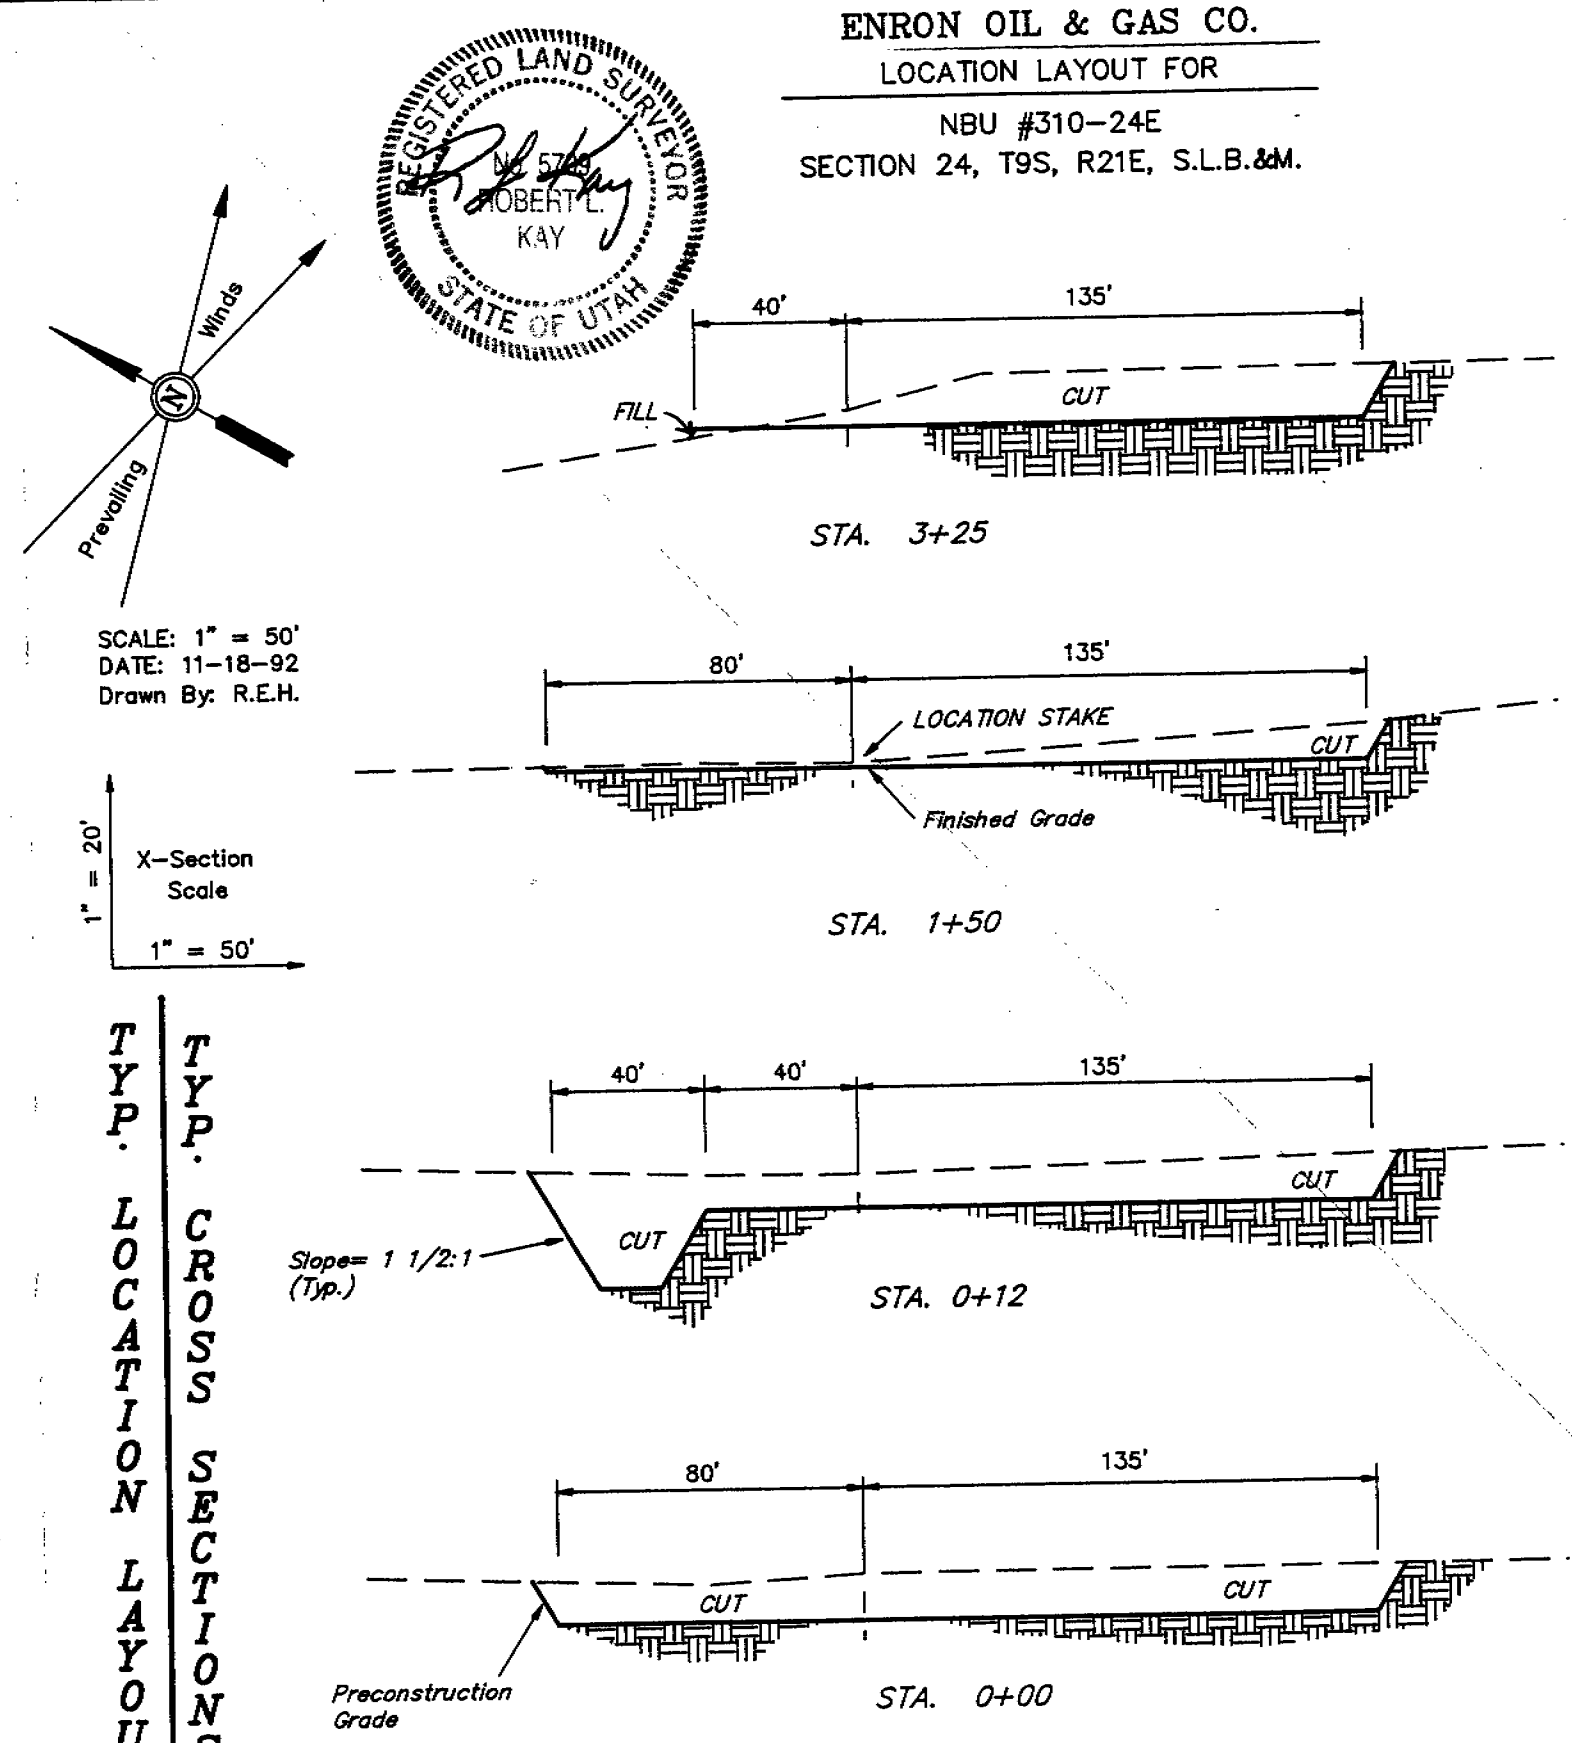 ENRON OIL & GAS CO.
LOCATION LAYOUT FOR
NBU #310-24E
SECTION 24, T9S, R21E, S.L.B.&M.
REGISTERED LAND SURVEYOR
No.
ROBERT L.
KAY
STATE OF UTAH
Winds
N
Prevailing
SCALE: 1" = 50'
DATE: 11-18-92
Drawn By: R.E.H.
40' 135'
FILL
CUT
STA. 3+25
80' 135'
LOCATION STAKE
CUT
Finished Grade
STA. 1+50
1" = 20'
X-Section
Scale
1" = 50'
TYP. LOCATION LAYOU
TYP. CROSS SECTIONS
40' 40' 135'
CUT
CUT
Slope= 1 1/2:1
(Typ.)
STA. 0+12
80' 135'
CUT CUT
Preconstruction
Grade
STA. 0+00